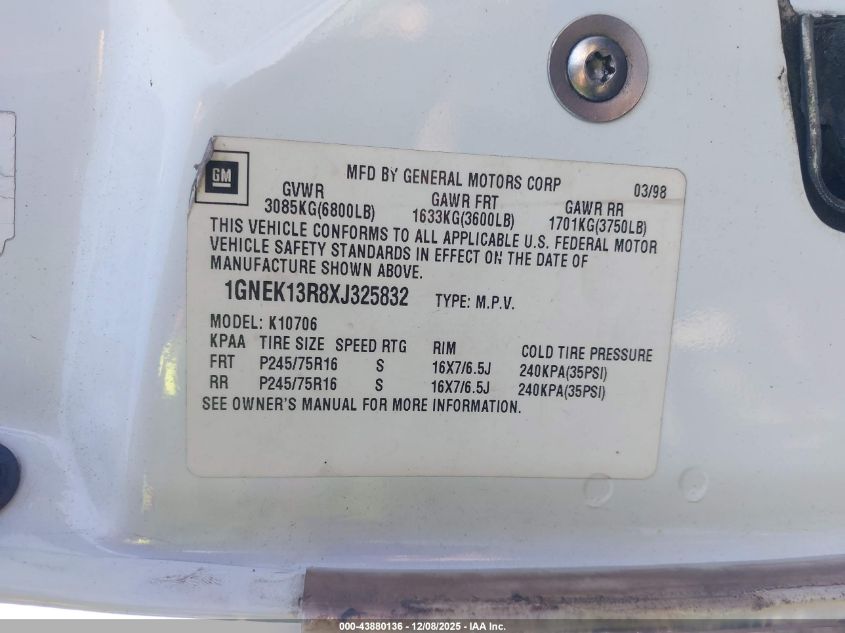 GM
MFD BY GENERAL MOTORS CORP 03/98
GVWR GAWR FRT GAWR RR
3085KG(6800LB) 1633KG(3600LB) 1701KG(3750LB)
THIS VEHICLE CONFORMS TO ALL APPLICABLE U.S. FEDERAL MOTOR
VEHICLE SAFETY STANDARDS IN EFFECT ON THE DATE OF
MANUFACTURE SHOWN ABOVE.
1GNEK13R8XJ325832 TYPE: M.P.V.
MODEL: K10706
KPAA TIRE SIZE SPEED RTG RIM COLD TIRE PRESSURE
FRT P245/75R16 S 16X7/6.5J 240KPA(35PSI)
RR P245/75R16 S 16X7/6.5J 240KPA(35PSI)
SEE OWNER'S MANUAL FOR MORE INFORMATION.
000-43880136 - 12/08/2025 - IAA Inc.